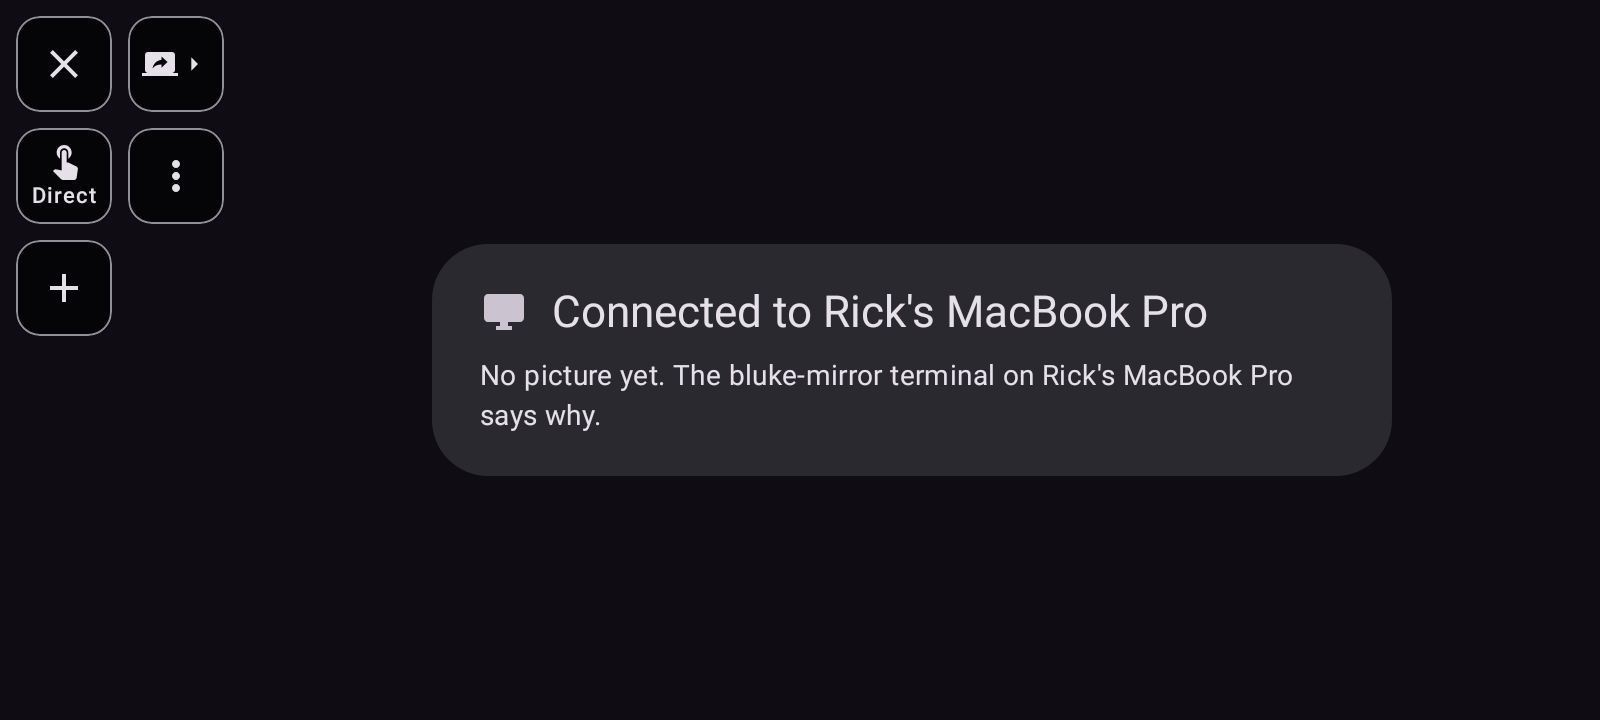 Direct
Connected to Rick's MacBook Pro
No picture yet. The bluke-mirror terminal on Rick's MacBook Pro
says why.